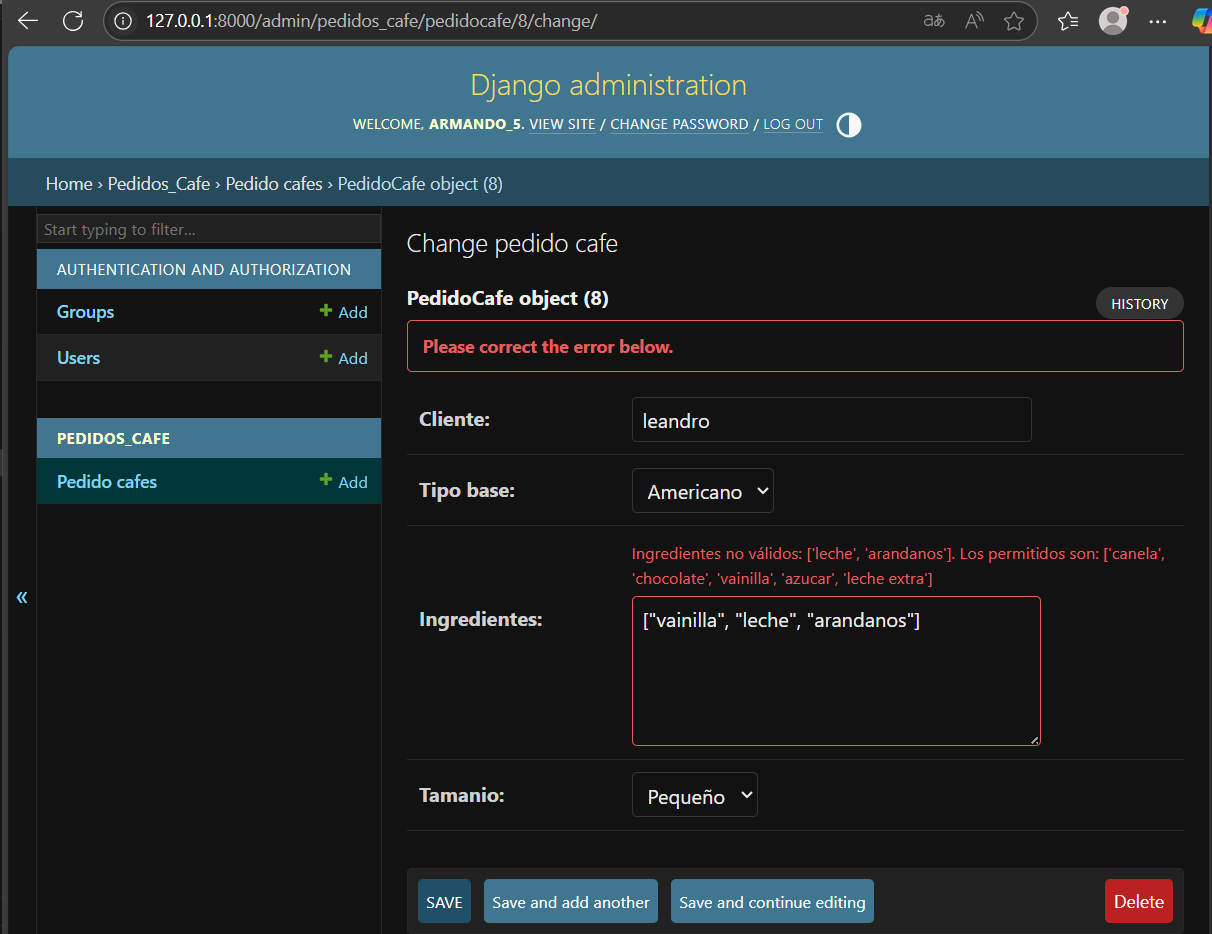 127.0.0.1:8000/admin/pedidos_cafe/pedidocafe/8/change/
Django administration
WELCOME, ARMANDO_5. VIEW SITE / CHANGE PASSWORD / LOG OUT
Home › Pedidos_Cafe › Pedido cafes › PedidoCafe object (8)
Start typing to filter...
AUTHENTICATION AND AUTHORIZATION
Groups + Add
Users + Add
PEDIDOS_CAFE
Pedido cafes + Add
«
Change pedido cafe
PedidoCafe object (8)
HISTORY
Please correct the error below.
Cliente: leandro
Tipo base: Americano
Ingredientes no válidos: ['leche', 'arandanos']. Los permitidos son: ['canela',
'chocolate', 'vainilla', 'azucar', 'leche extra']
Ingredientes: ["vainilla", "leche", "arandanos"]
Tamanio: Pequeño
SAVE Save and add another Save and continue editing Delete